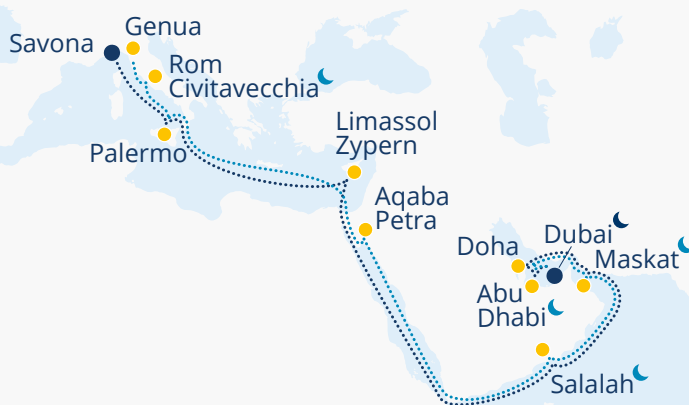 Genua
Savona
Rom
Civitavecchia
Palermo
Limassol
Zypern
Aqaba
Petra
Doha
Dubai
Maskat
Abu
Dhabi
Salalah